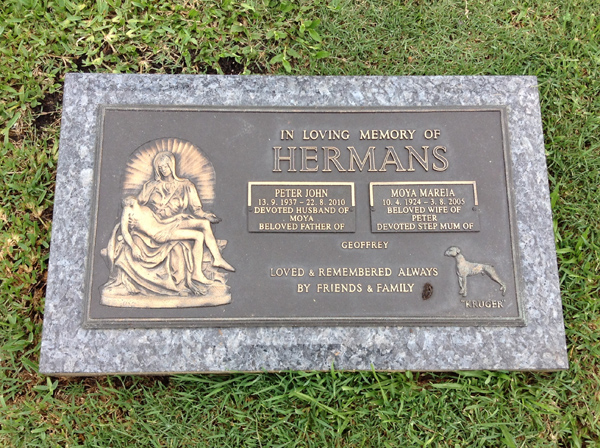 IN LOVING MEMORY OF
HERMANS
PETER JOHN
13. 9. 1937 – 22. 8. 2010
DEVOTED HUSBAND OF
MOYA
BELOVED FATHER OF
MOYA MAREIA
10. 4. 1924 – 3. 8. 2005
BELOVED WIFE OF
PETER
DEVOTED STEP MUM OF
GEOFFREY
LOVED & REMEMBERED ALWAYS
BY FRIENDS & FAMILY
"KRUGER"